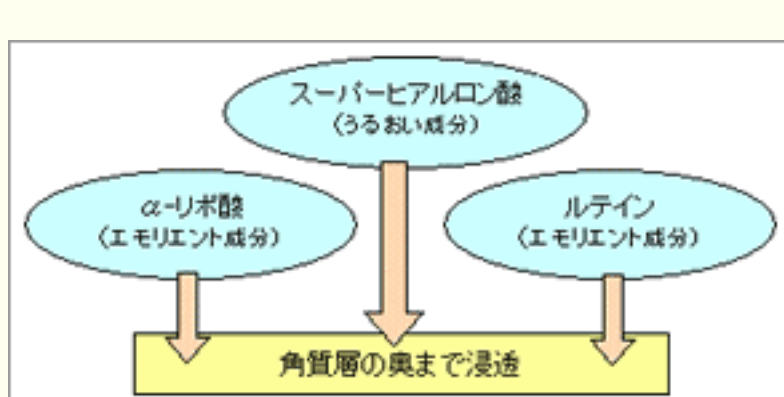 スーパーヒアルロン酸
（うるおい成分）
α-リポ酸
（エモリエント成分）
ルテイン
（エモリエント成分）
角質層の奥まで浸透